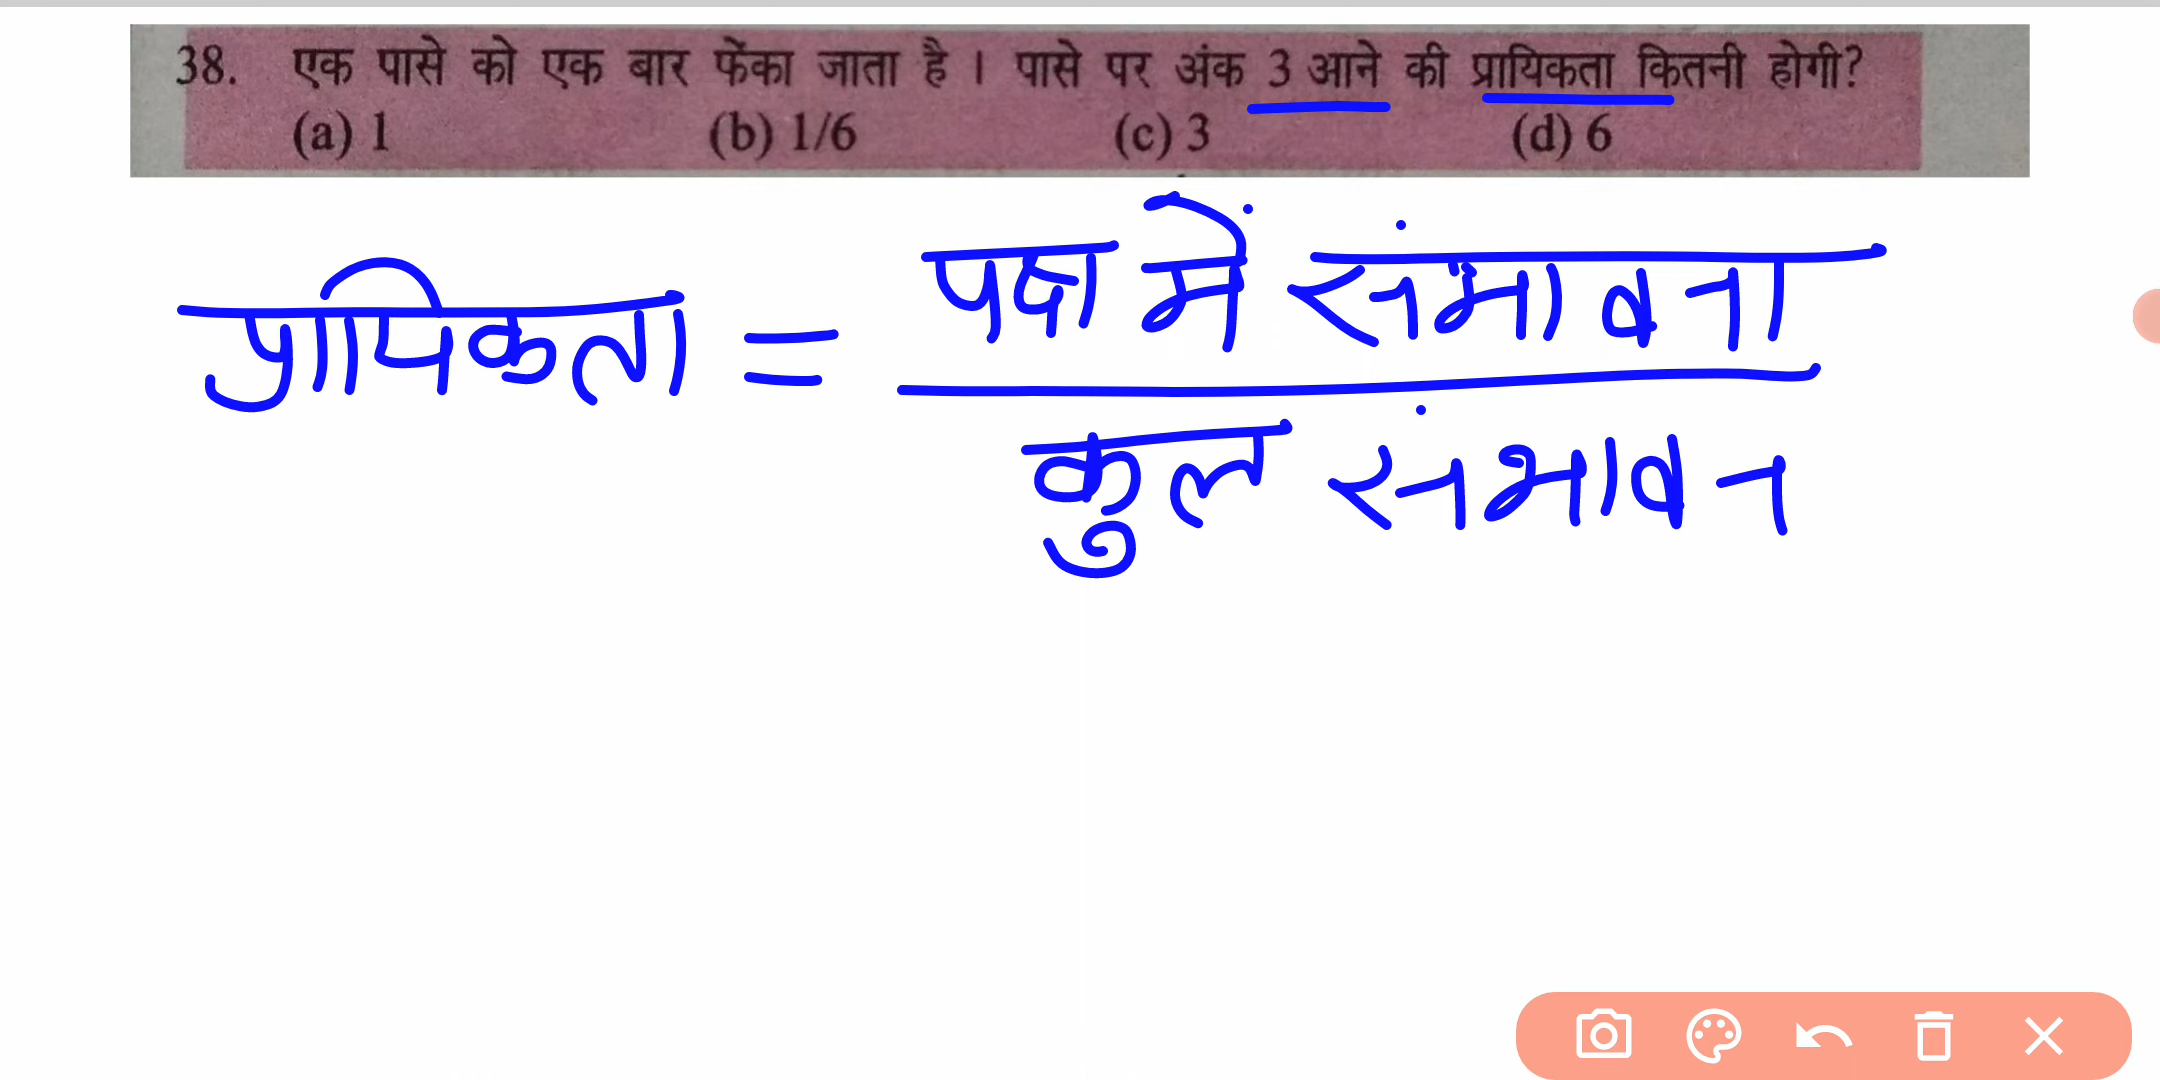 38. एक पासे को एक बार फेंका जाता है । पासे पर अंक 3 आने की प्रायिकता कितनी होगी?
(a) 1 (b) 1/6 (c) 3 (d) 6
प्रायिकता = पक्ष में संभावना
कुल संभावन